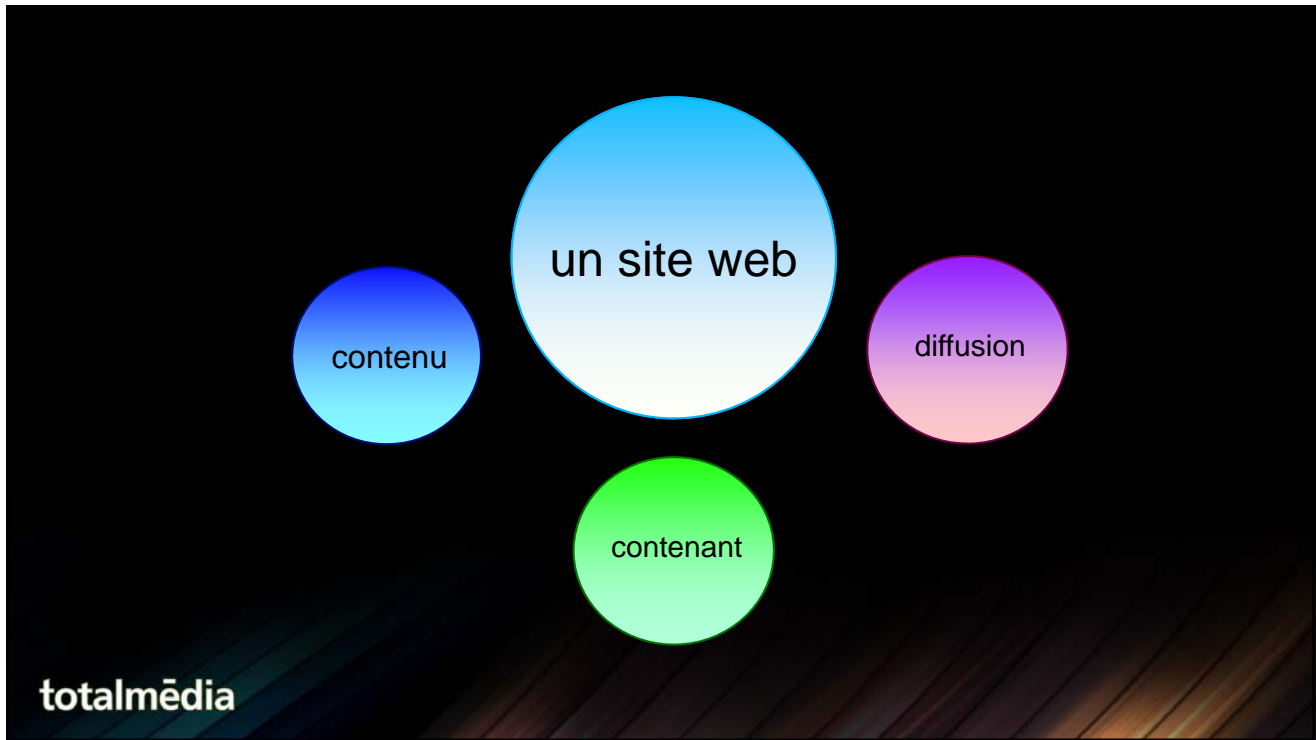 un site web
contenu
diffusion
contenant
totalmēdia